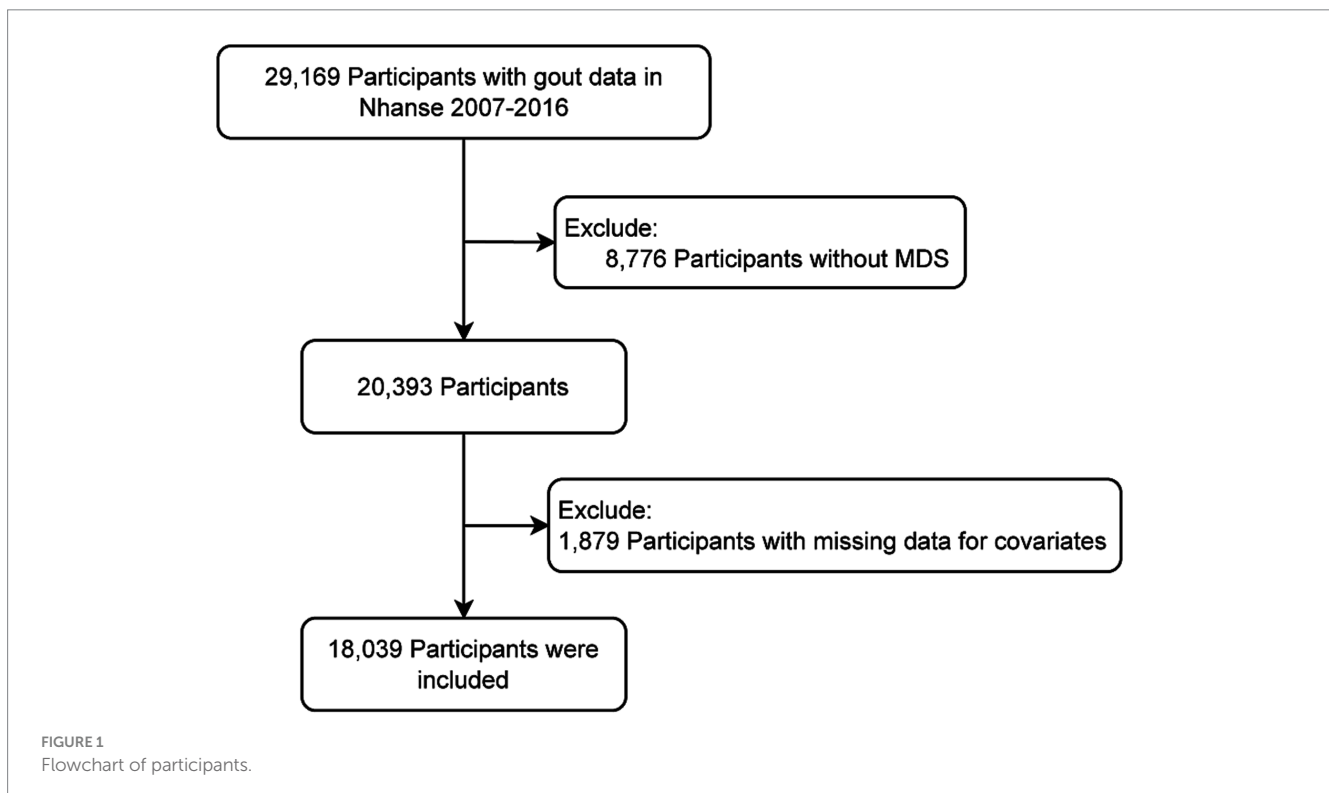 29,169 Participants with gout data in
Nhanse 2007-2016
Exclude:
8,776 Participants without MDS
20,393 Participants
Exclude:
1,879 Participants with missing data for covariates
18,039 Participants were
included
FIGURE 1
Flowchart of participants.